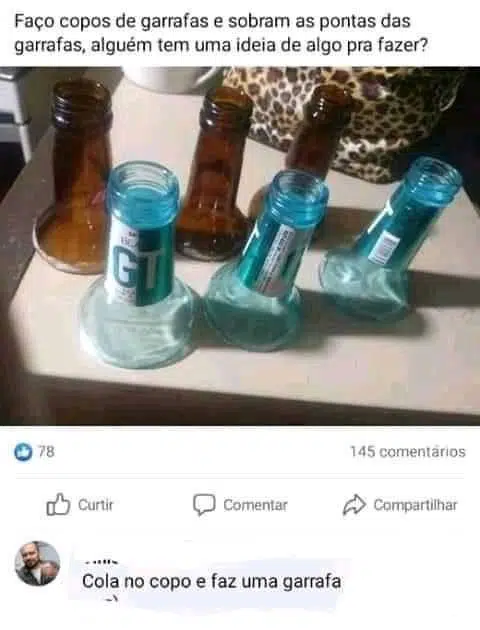 Faço copos de garrafas e sobram as pontas das
garrafas, alguém tem uma ideia de algo pra fazer?
GT
78
145 comentários
Curtir
Comentar
Compartilhar
Cola no copo e faz uma garrafa